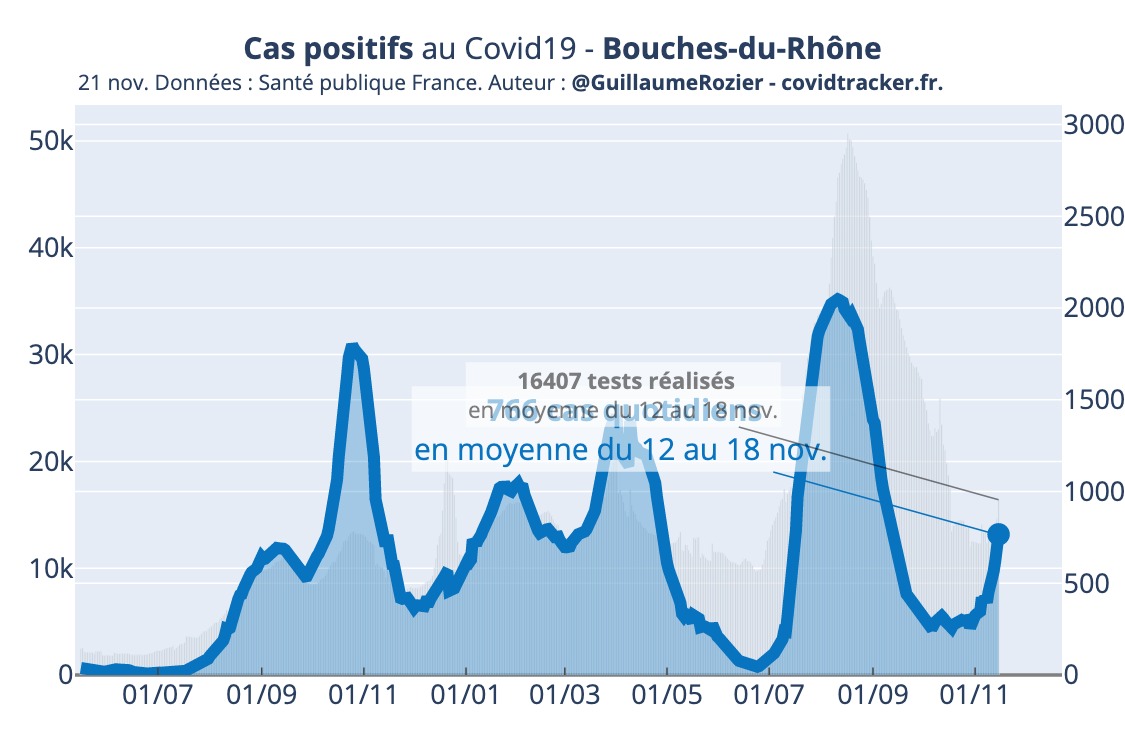 Cas positifs au Covid19 - Bouches-du-Rhône
21 nov. Données : Santé publique France. Auteur : @GuillaumeRozier - covidtracker.fr.
50k
40k
30k
20k
10k
0
3000
2500
2000
1500
1000
500
0
16407 tests réalisés
en moyenne du 12 au 18 nov.
766 cas quotidiens
en moyenne du 12 au 18 nov.
01/07 01/09 01/11 01/01 01/03 01/05 01/07 01/09 01/11